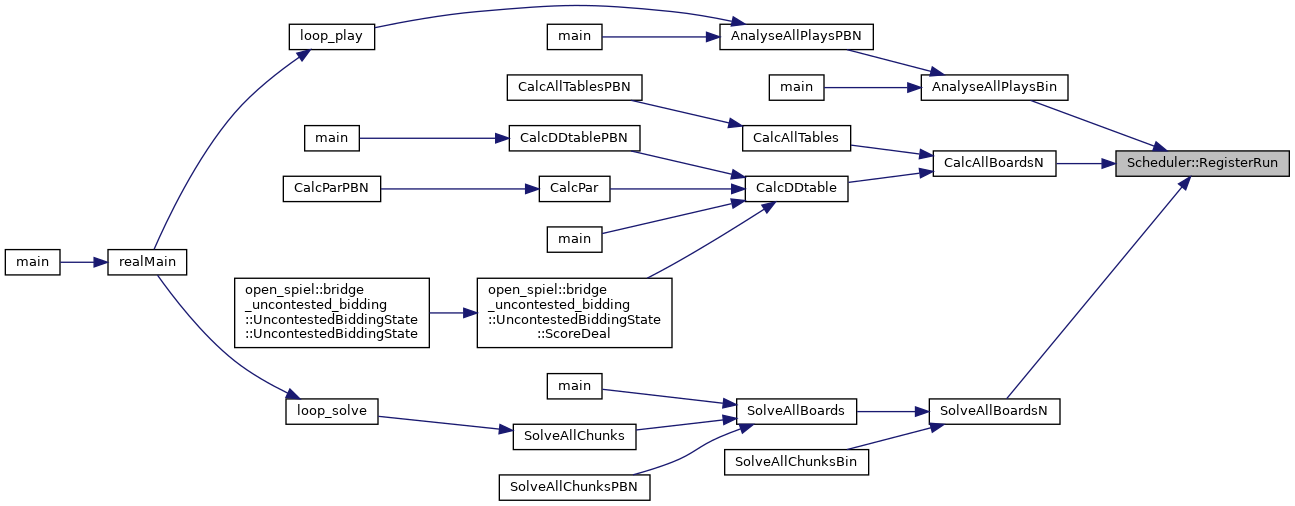 loop_play
main
AnalyseAllPlaysPBN
CalcAllTablesPBN
main
AnalyseAllPlaysBin
main
CalcDDtablePBN
CalcAllTables
CalcAllBoardsN
Scheduler::RegisterRun
CalcParPBN
CalcPar
CalcDDtable
main
main
realMain
open_spiel::bridge
_uncontested_bidding
::UncontestedBiddingState
::UncontestedBiddingState
open_spiel::bridge
_uncontested_bidding
::UncontestedBiddingState
::ScoreDeal
main
loop_solve
SolveAllBoards
SolveAllBoardsN
SolveAllChunks
SolveAllChunksBin
SolveAllChunksPBN